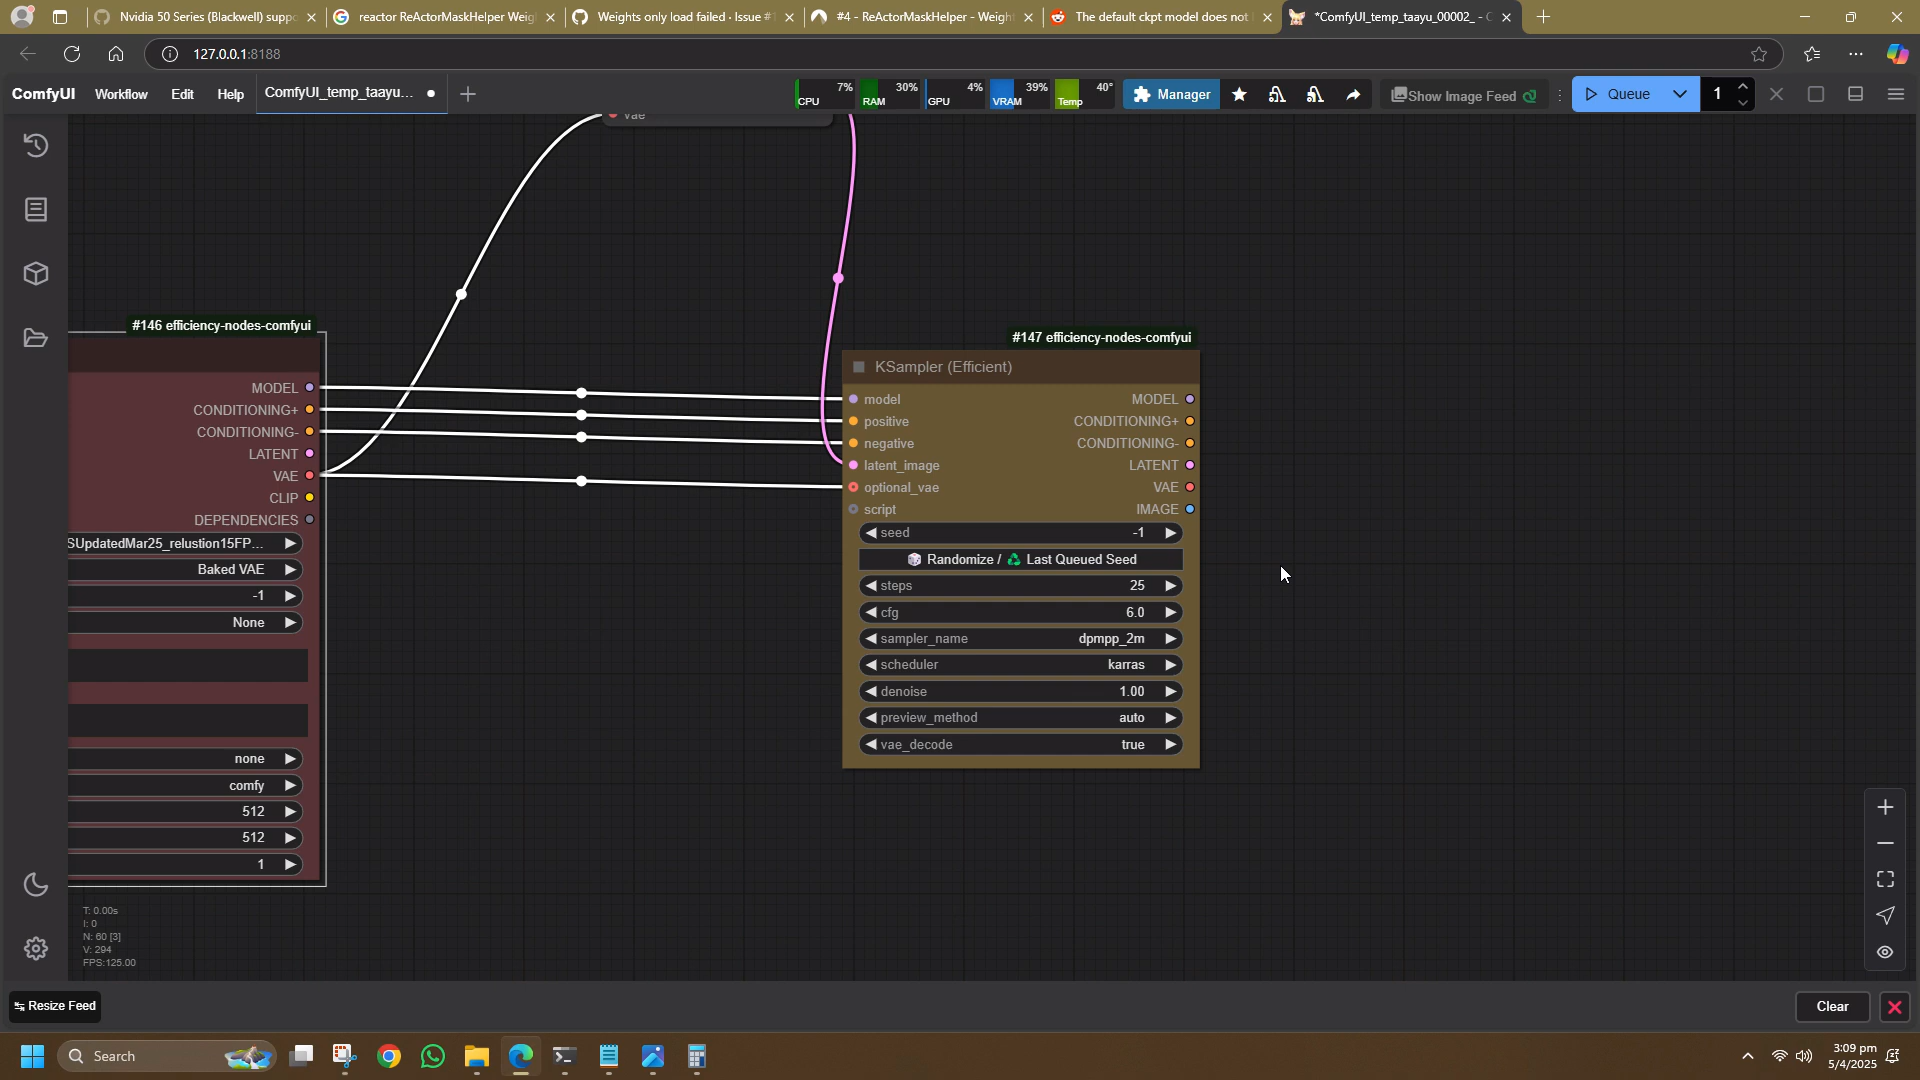 Nvidia 50 Series (Blackwell) suppo
reactor ReActorMaskHelper Weig
Weights only load failed · Issue #1
#4 - ReActorMaskHelper - Weight
The default ckpt model does not
*ComfyUI_temp_taayu_00002_ - C
127.0.0.1:8188
ComfyUI
Workflow
Edit
Help
ComfyUI_temp_taayu...
7%
CPU
30%
RAM
4%
GPU
39%
VRAM
40°
Temp
Manager
Show Image Feed
Queue
1
vae
#146 efficiency-nodes-comfyui
MODEL
CONDITIONING+
CONDITIONING-
LATENT
VAE
CLIP
DEPENDENCIES
SUpdatedMar25_relustion15FP...
Baked VAE
-1
None
none
comfy
512
512
1
#147 efficiency-nodes-comfyui
KSampler (Efficient)
model MODEL
positive CONDITIONING+
negative CONDITIONING-
latent_image LATENT
optional_vae VAE
script IMAGE
seed -1
Randomize / Last Queued Seed
steps 25
cfg 6.0
sampler_name dpmpp_2m
scheduler karras
denoise 1.00
preview_method auto
vae_decode true
T: 0.00s
I: 0
N: 60 [3]
V: 294
FPS:125.00
Resize Feed
Clear
Search
3:09 pm
5/4/2025